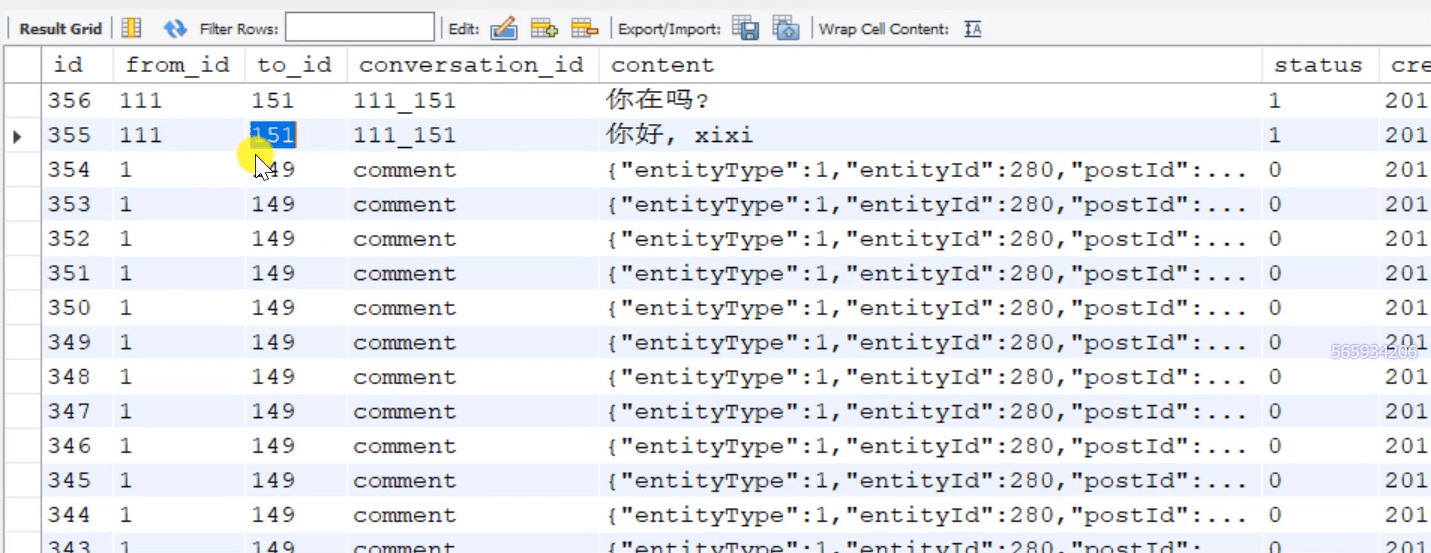 Result Grid Filter Rows: Edit: Export/Import: Wrap Cell Content: IA
id from_id to_id conversation_id content status cre
356 111 151 111_151 你在吗? 1 201
355 111 151 111_151 你好, xixi 1 201
354 1 149 comment {"entityType":1,"entityId":280,"postId":... 0 201
353 1 149 comment {"entityType":1,"entityId":280,"postId":... 0 201
352 1 149 comment {"entityType":1,"entityId":280,"postId":... 0 201
351 1 149 comment {"entityType":1,"entityId":280,"postId":... 0 201
350 1 149 comment {"entityType":1,"entityId":280,"postId":... 0 201
349 1 149 comment {"entityType":1,"entityId":280,"postId":... 0 201
565934206
348 1 149 comment {"entityType":1,"entityId":280,"postId":... 0 201
347 1 149 comment {"entityType":1,"entityId":280,"postId":... 0 201
346 1 149 comment {"entityType":1,"entityId":280,"postId":... 0 201
345 1 149 comment {"entityType":1,"entityId":280,"postId":... 0 201
344 1 149 comment {"entityType":1,"entityId":280,"postId":... 0 201
343 1 149 comment {"entityType":1,"entityId":280,"postId": 0 201